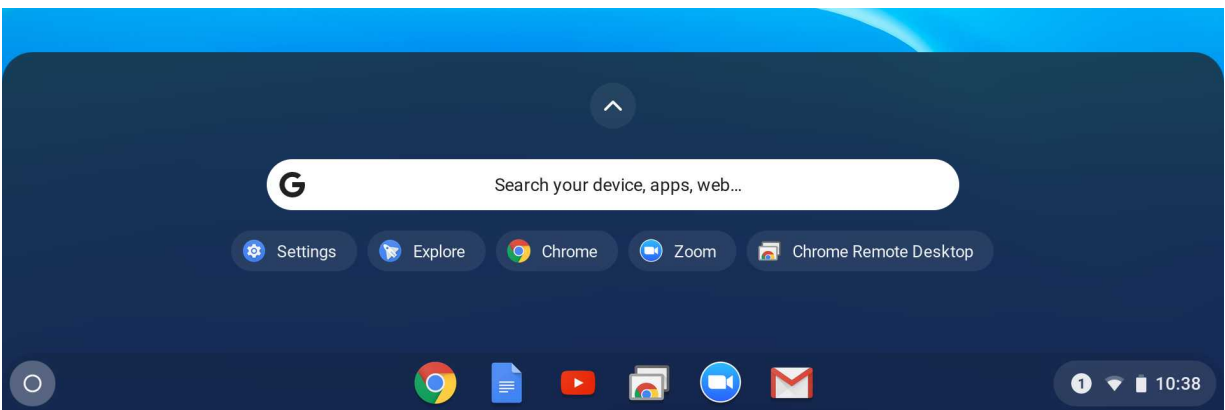 G
Search your device, apps, web...
Settings Explore Chrome Zoom Chrome Remote Desktop
1 10:38